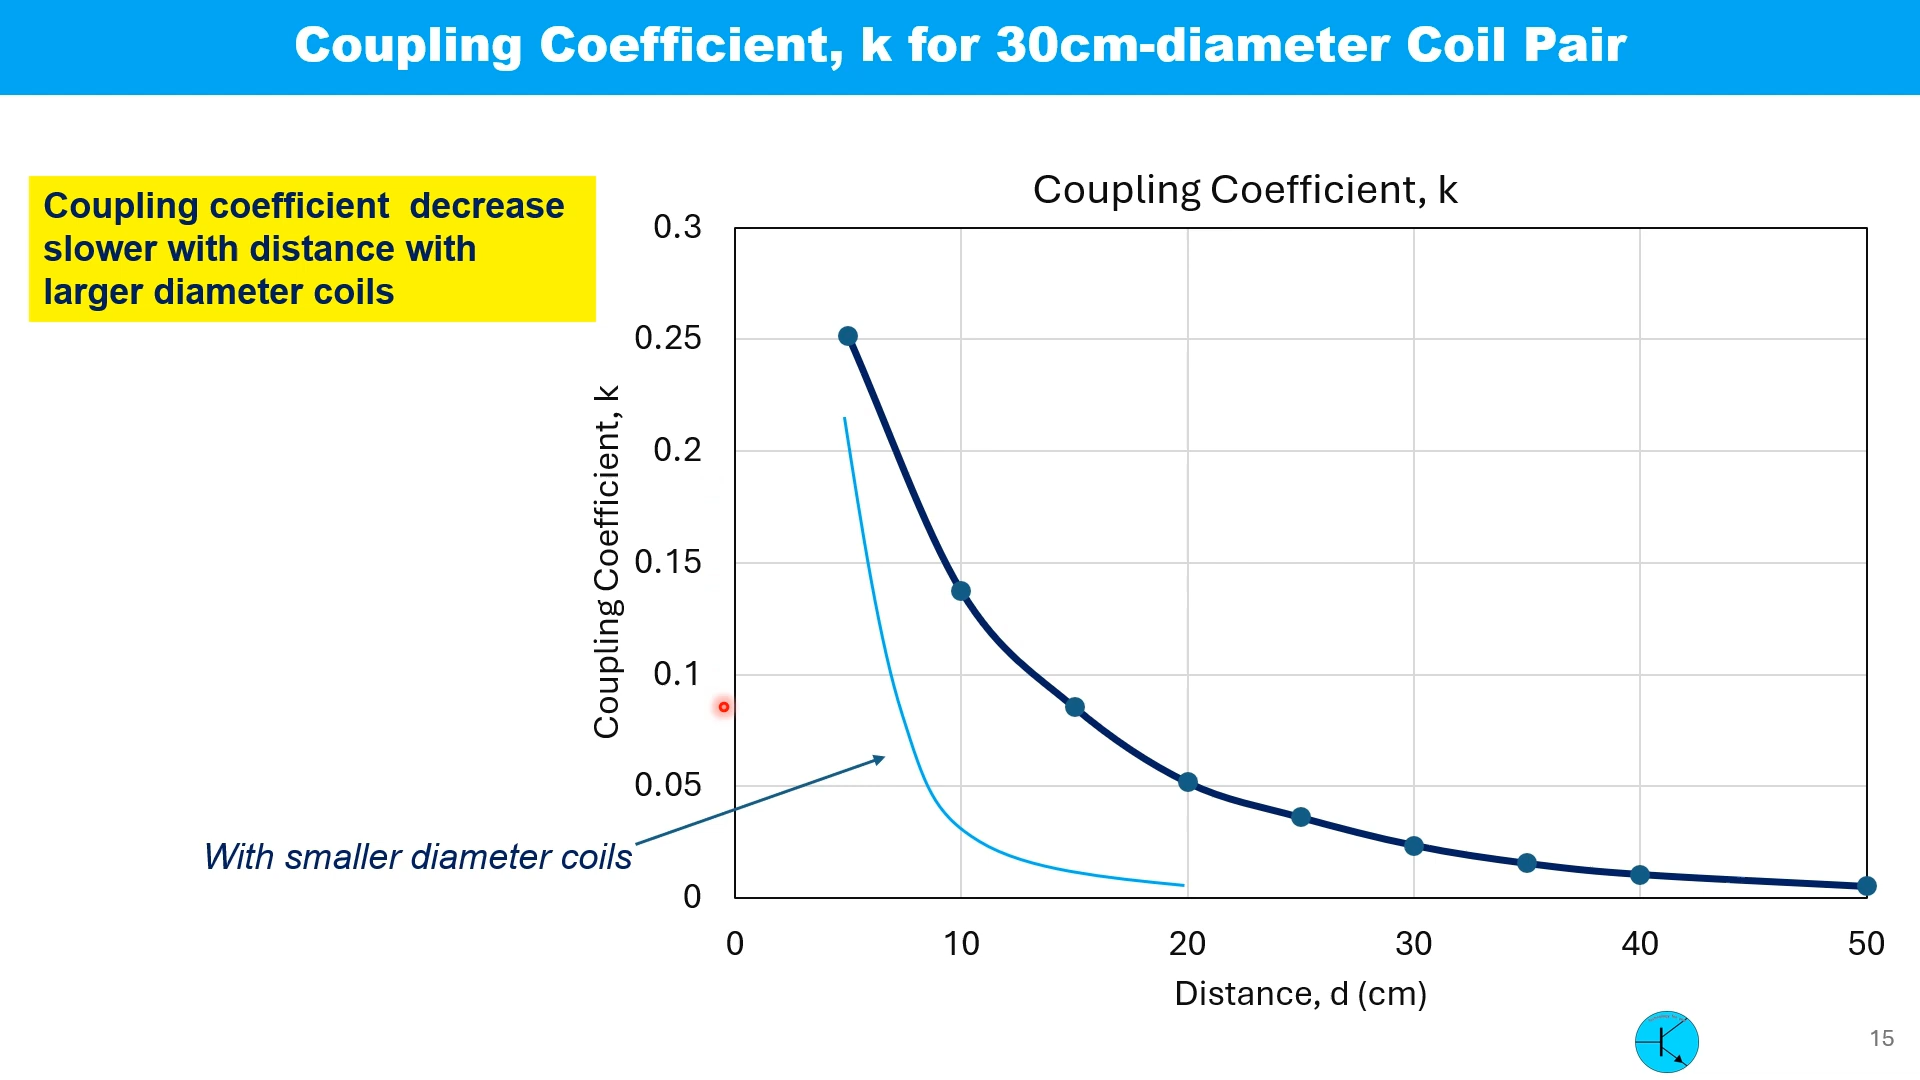 Coupling Coefficient, k for 30cm-diameter Coil Pair
Coupling coefficient  decrease
slower with distance with
larger diameter coils
Coupling Coefficient, k
0.3
0.25
0.2
0.15
0.1
0.05
0
Coupling Coefficient, k
With smaller diameter coils
0 10 20 30 40 50
Distance, d (cm)
15